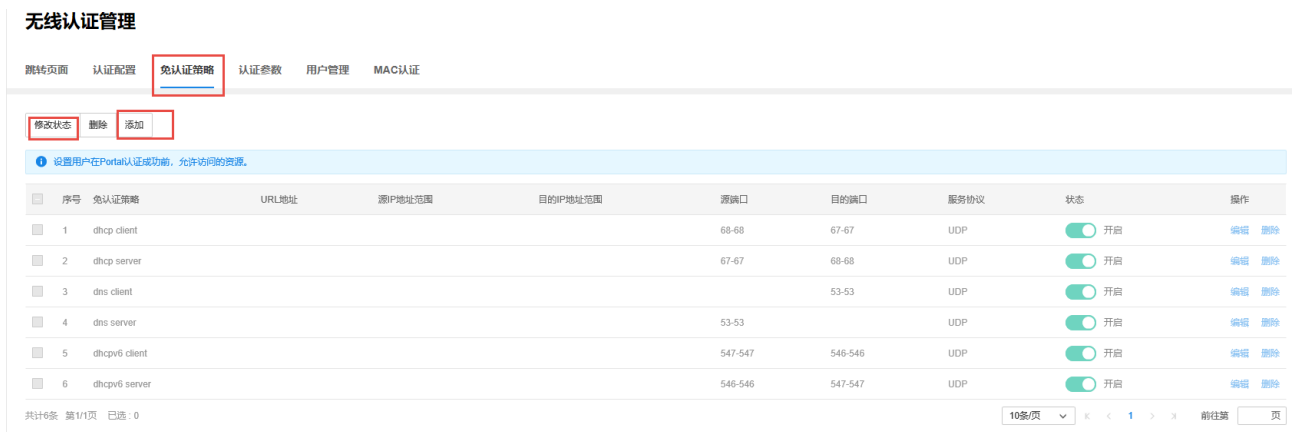 无线认证管理
跳转页面 认证配置 免认证策略 认证参数 用户管理 MAC认证
修改状态 删除 添加
设置用户在Portal认证成功前，允许访问的资源。
序号 免认证策略 URL地址 源IP地址范围 目的IP地址范围 源端口 目的端口 服务协议 状态 操作
1 dhcp client 68-68 67-67 UDP 开启 编辑 删除
2 dhcp server 67-67 68-68 UDP 开启 编辑 删除
3 dns client 53-53 UDP 开启 编辑 删除
4 dns server 53-53 UDP 开启 编辑 删除
5 dhcpv6 client 547-547 546-546 UDP 开启 编辑 删除
6 dhcpv6 server 546-546 547-547 UDP 开启 编辑 删除
共计6条 第1/1页 已选 : 0 10条/页 1 前往第 页